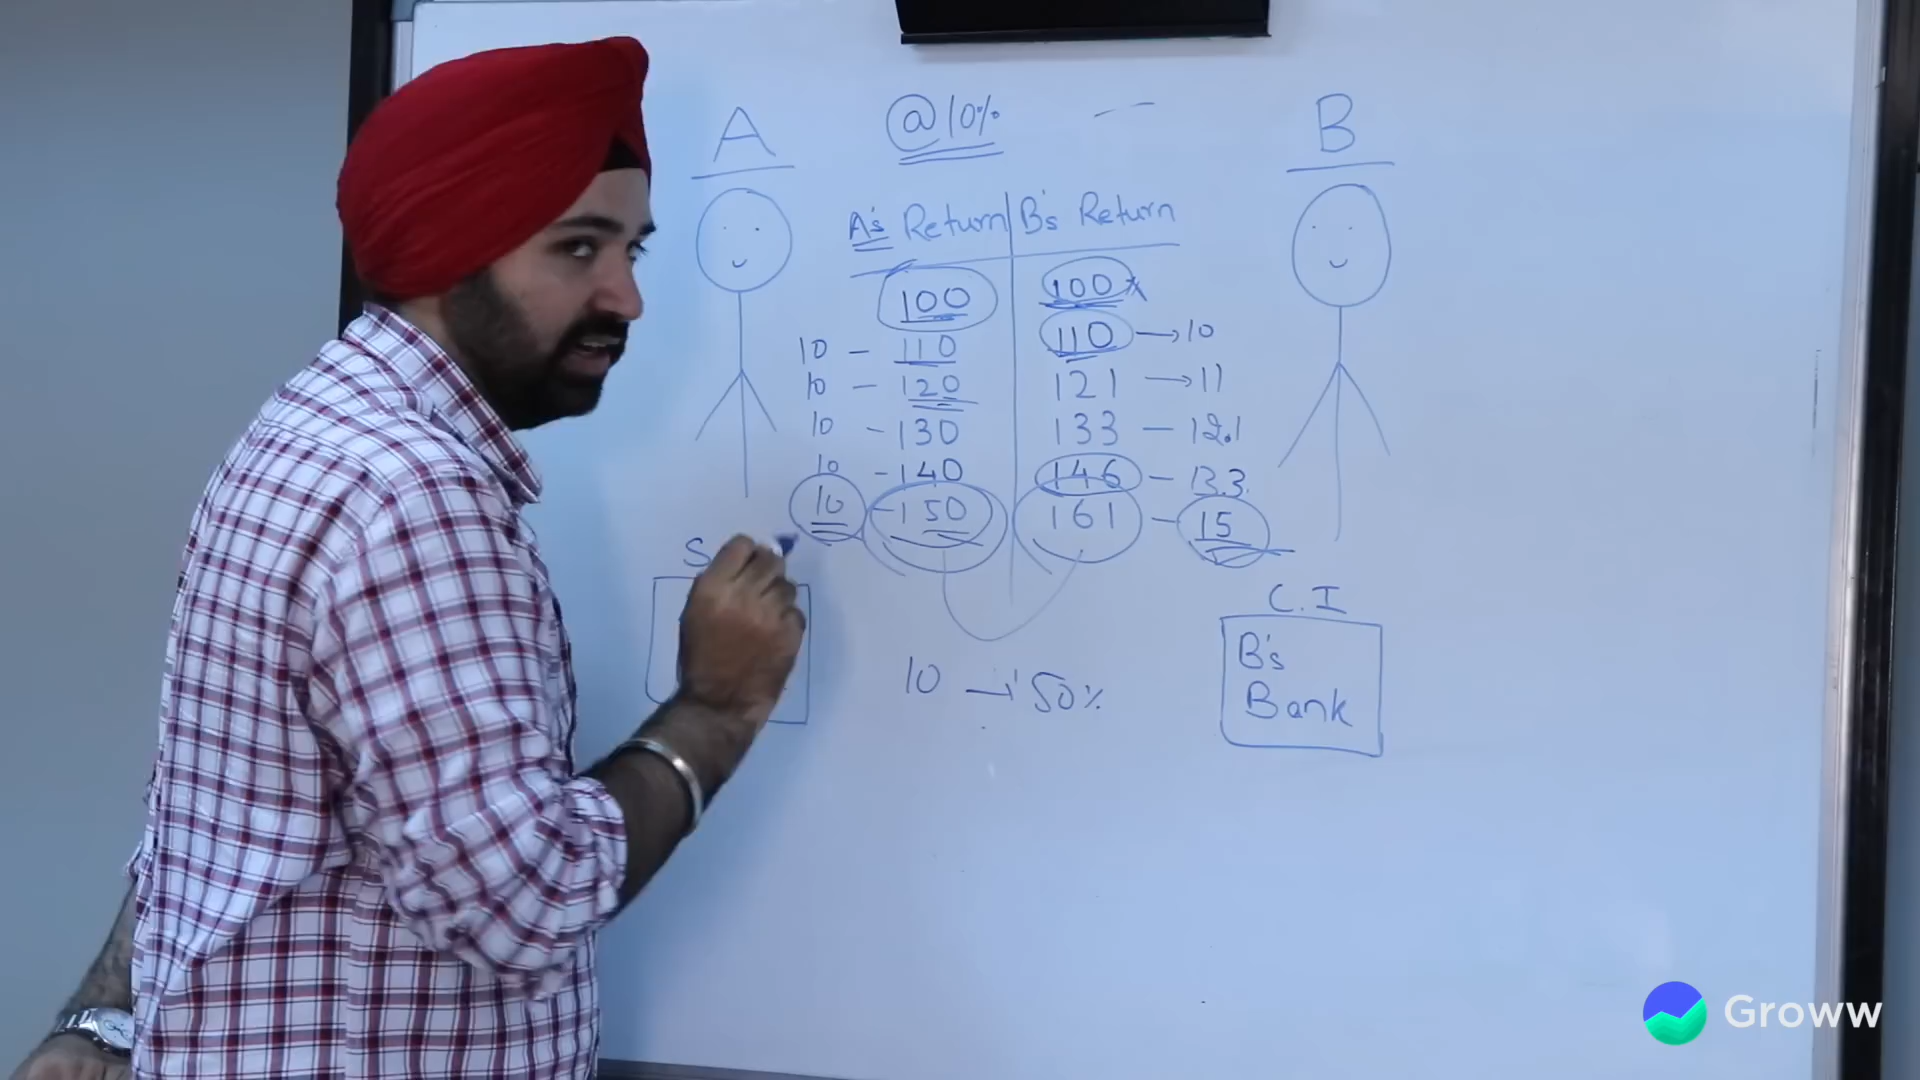 A @10% B
A's Return B's Return
100 100
10 - 110 110 → 10
10 - 120 121 → 11
10 - 130 133 - 12.1
10 - 140 146 - 13.3
10 - 150 161 - 15
S
C.I
B's
Bank
10 → 50%
Groww